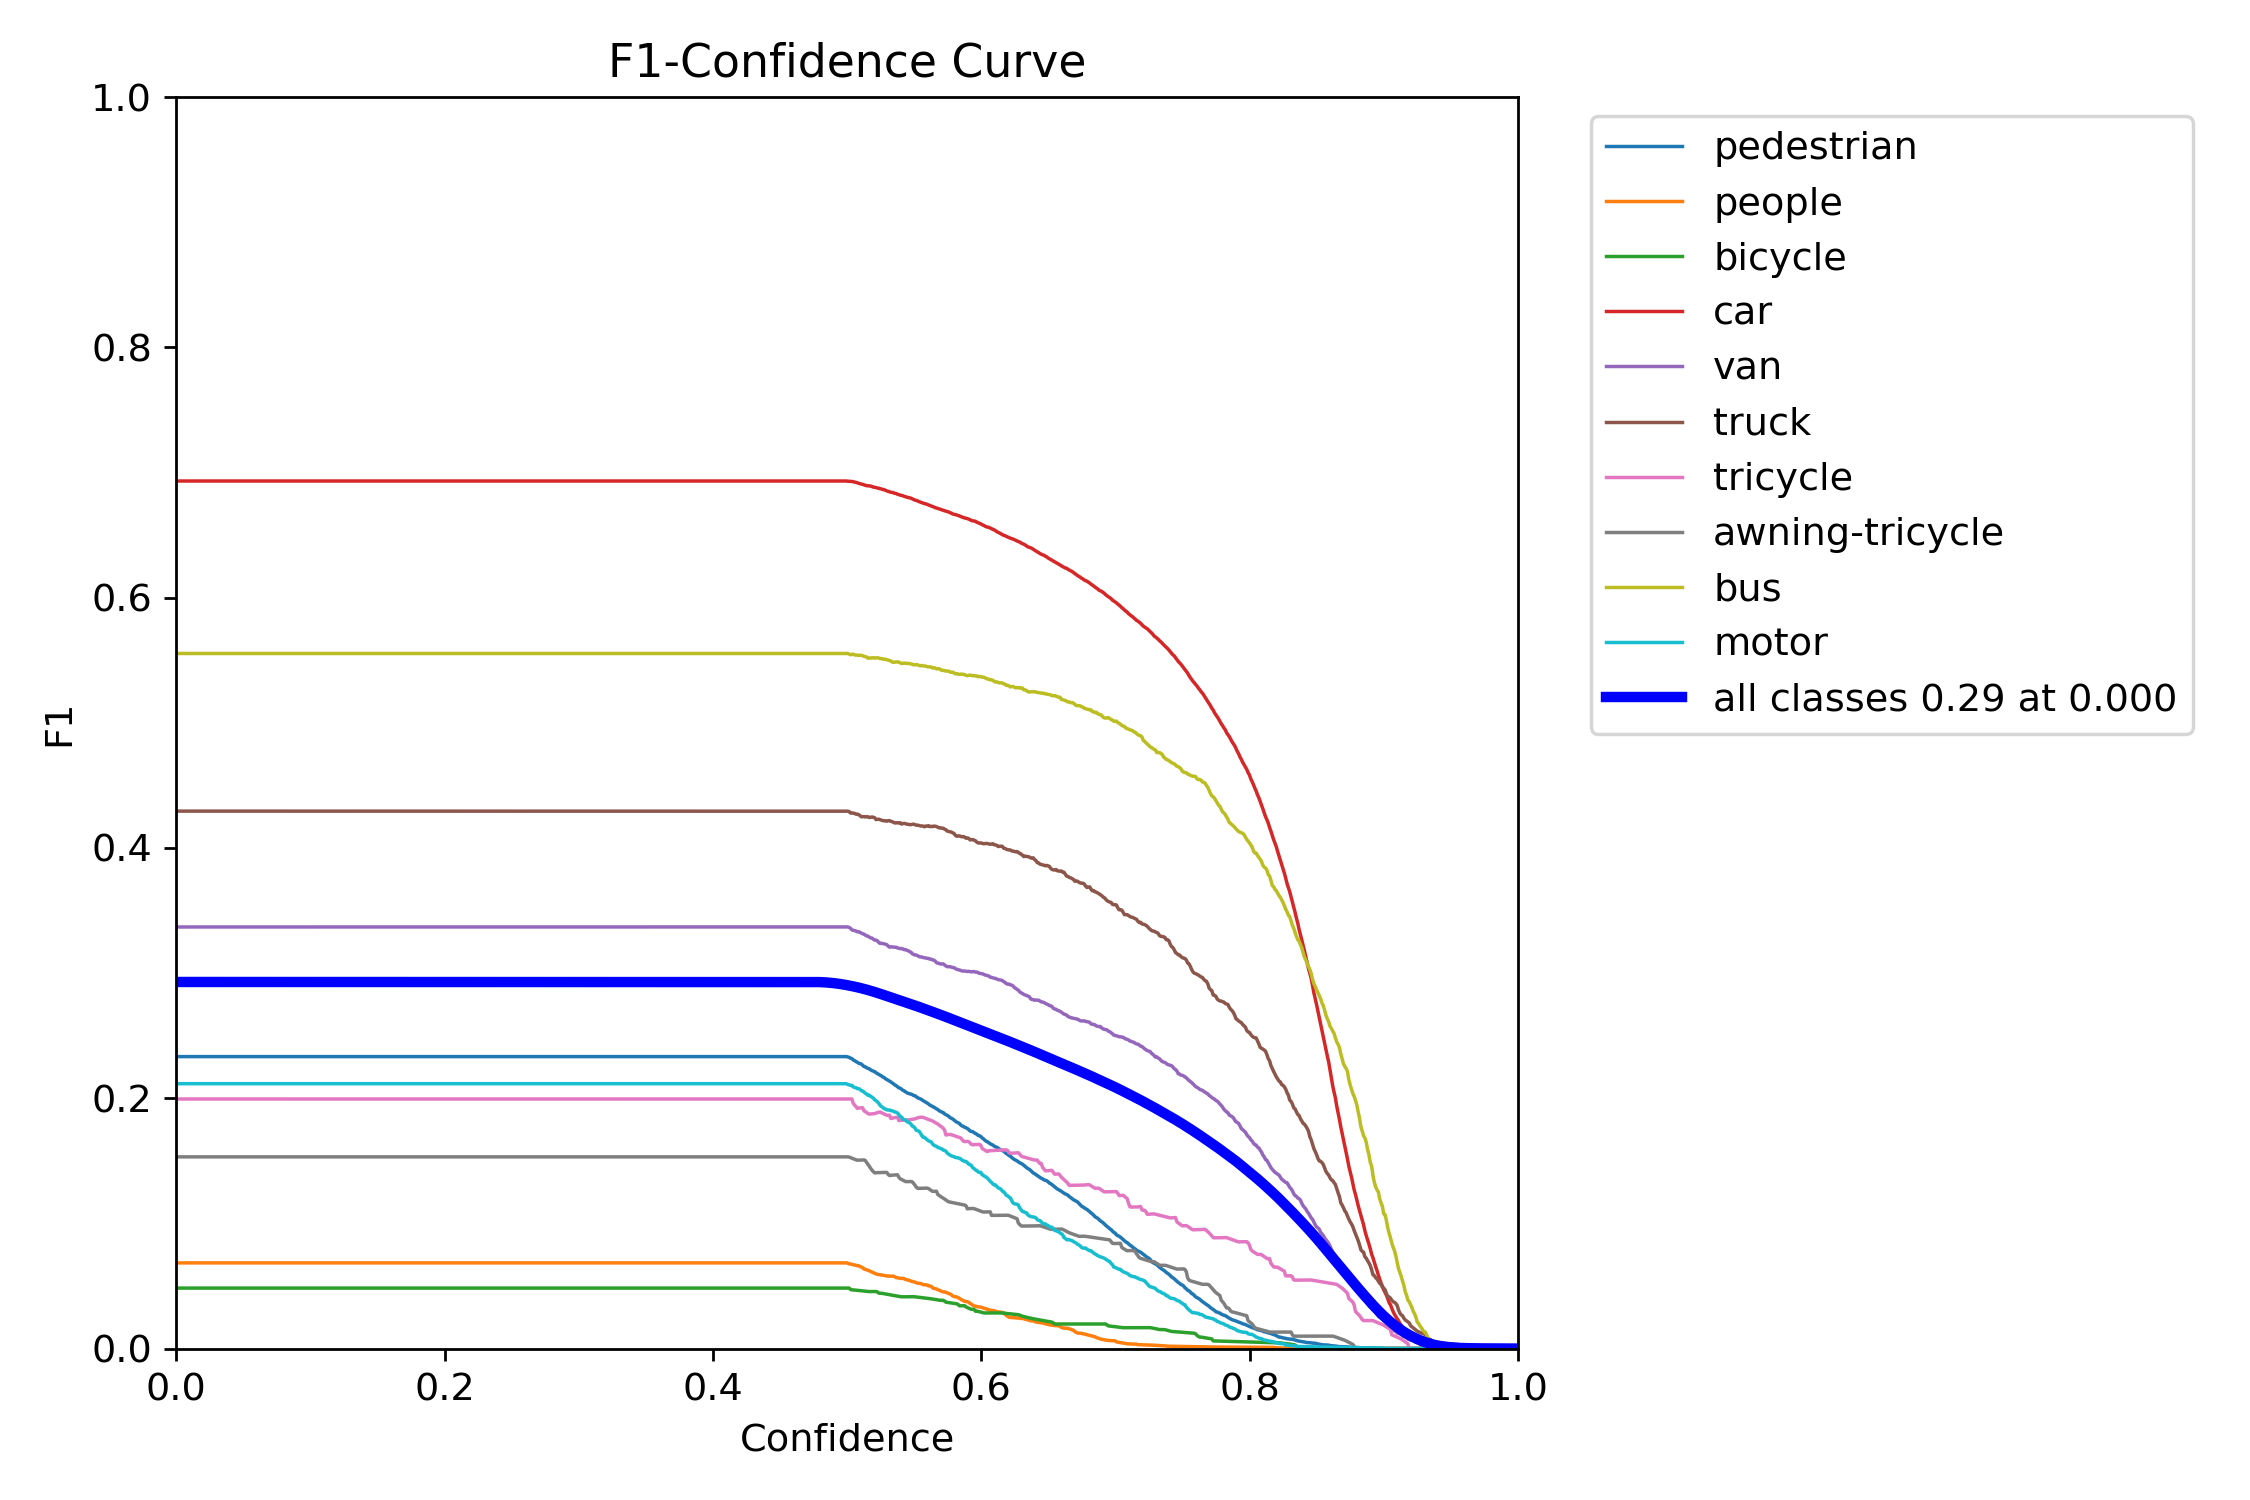 F1-Confidence Curve
1.0
0.8
0.6
0.4
0.2
0.0
F1
0.0 0.2 0.4 0.6 0.8 1.0
Confidence
pedestrian
people
bicycle
car
van
truck
tricycle
awning-tricycle
bus
motor
all classes 0.29 at 0.000